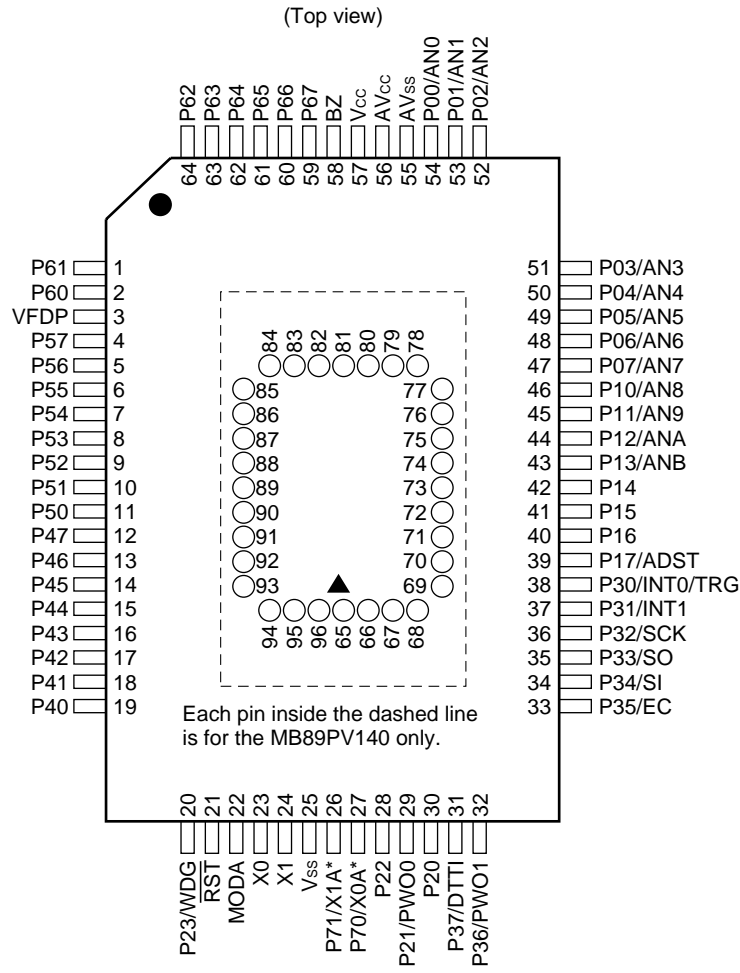 (Top view)
P62 P63 P64 P65 P66 P67 BZ Vcc AVcc AVss P00/AN0 P01/AN1 P02/AN2
64 63 62 61 60 59 58 57 56 55 54 53 52
P61 1
P60 2
VFDP 3
P57 4
P56 5
P55 6
P54 7
P53 8
P52 9
P51 10
P50 11
P47 12
P46 13
P45 14
P44 15
P43 16
P42 17
P41 18
P40 19
84 83 82 81 80 79 78
85 77
86 76
87 75
88 74
89 73
90 72
91 71
92 70
93 69
94 95 96 65 66 67 68
Each pin inside the dashed line
is for the MB89PV140 only.
51 P03/AN3
50 P04/AN4
49 P05/AN5
48 P06/AN6
47 P07/AN7
46 P10/AN8
45 P11/AN9
44 P12/ANA
43 P13/ANB
42 P14
41 P15
40 P16
39 P17/ADST
38 P30/INT0/TRG
37 P31/INT1
36 P32/SCK
35 P33/SO
34 P34/SI
33 P35/EC
20 21 22 23 24 25 26 27 28 29 30 31 32
P23/WDG RST MODA X0 X1 Vss P71/X1A* P70/X0A* P22 P21/PWO0 P20 P37/DTTI P36/PWO1